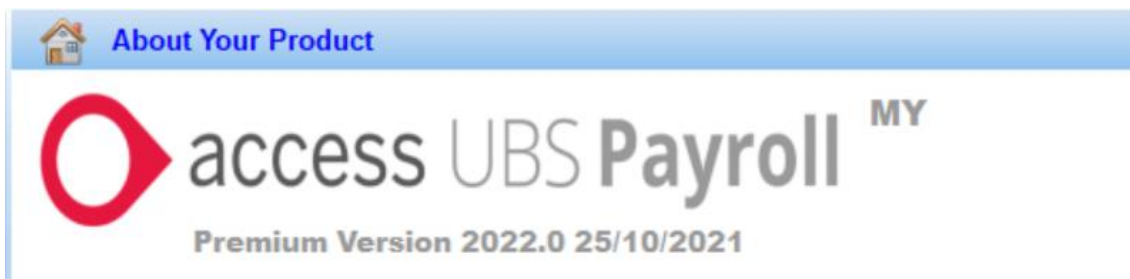 About Your Product
access UBS Payroll MY
Premium Version 2022.0 25/10/2021